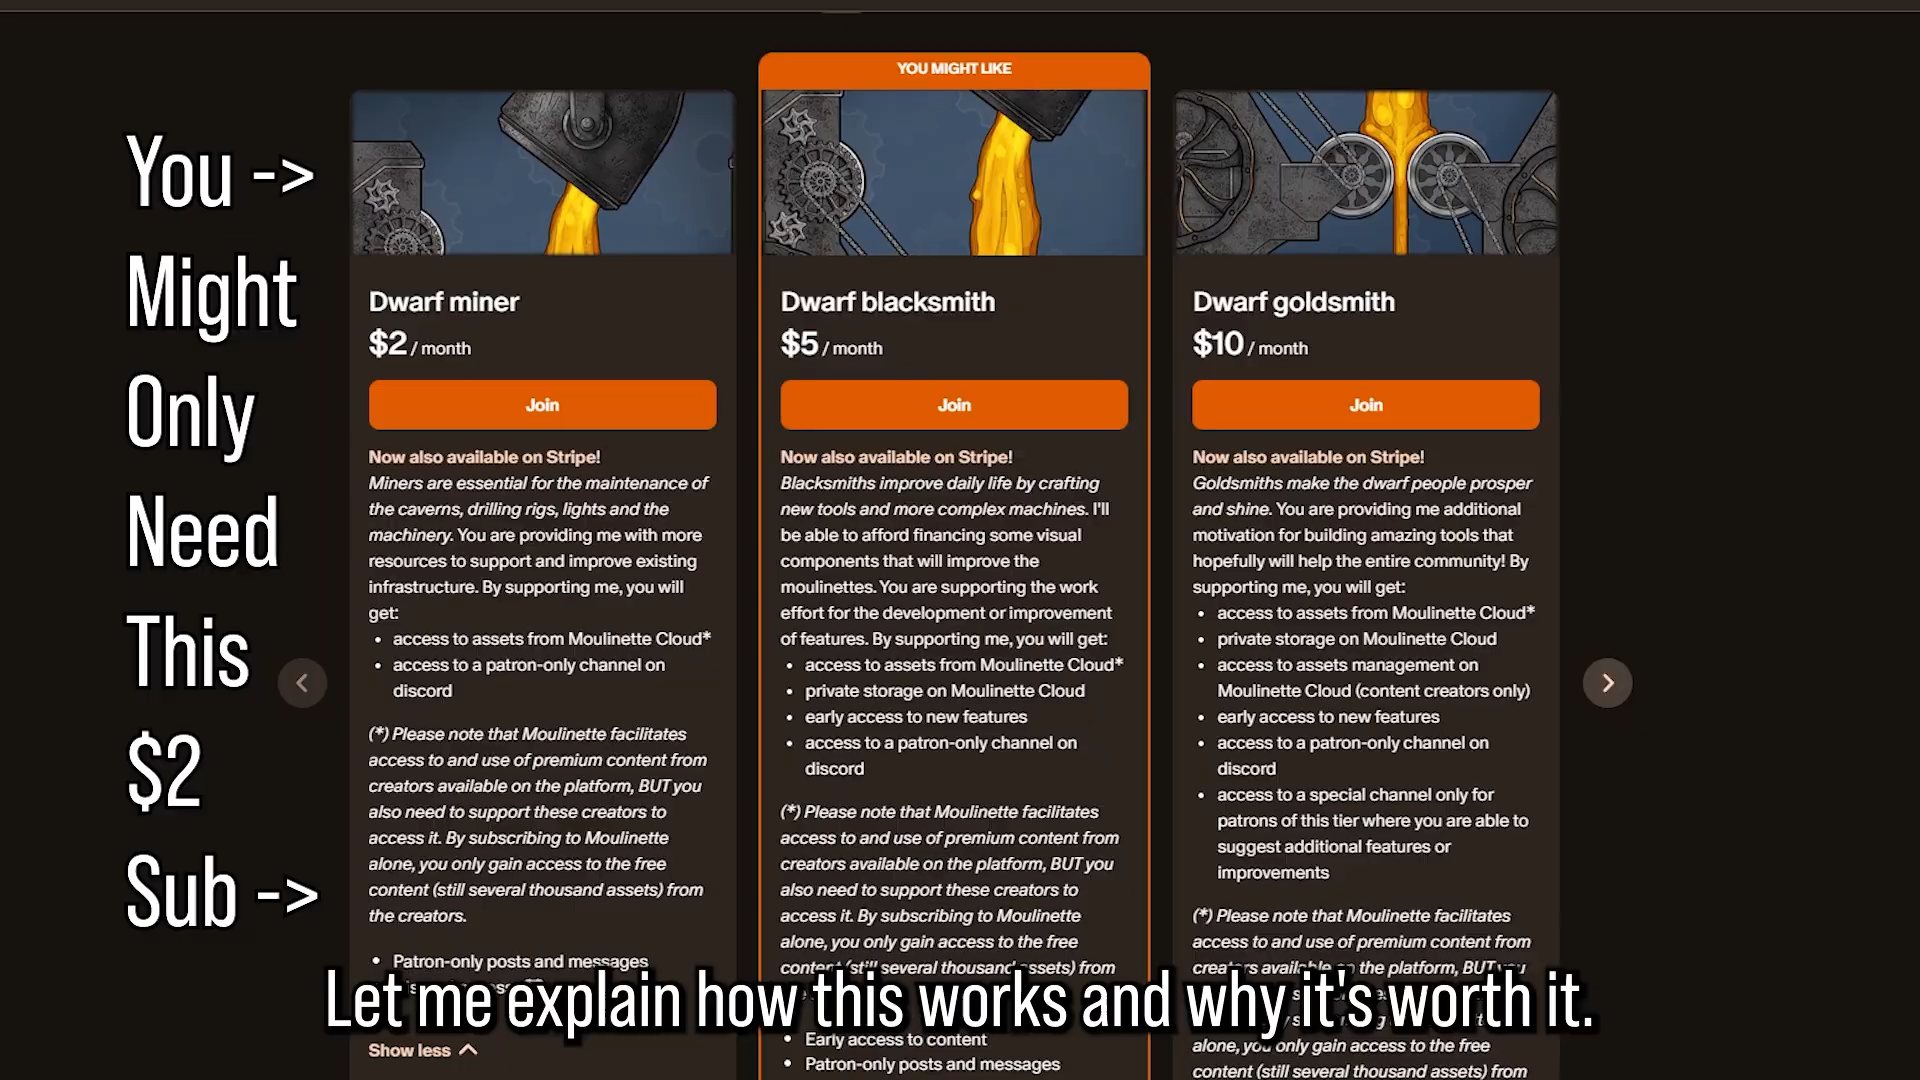 You ->
Might
Only
Need
This
$2
Sub ->
Dwarf miner
$2 / month
Join
Now also available on Stripe!
Miners are essential for the maintenance of
the caverns, drilling rigs, lights and the
machinery. You are providing me with more
resources to support and improve existing
infrastructure. By supporting me, you will
get:
• access to assets from Moulinette Cloud*
• access to a patron-only channel on
discord
(*) Please note that Moulinette facilitates
access to and use of premium content from
creators available on the platform, BUT you
also need to support these creators to
access it. By subscribing to Moulinette
alone, you only gain access to the free
content (still several thousand assets) from
the creators.
• Patron-only posts and messages
Show less
YOU MIGHT LIKE
Dwarf blacksmith
$5 / month
Join
Now also available on Stripe!
Blacksmiths improve daily life by crafting
new tools and more complex machines. I'll
be able to afford financing some visual
components that will improve the
moulinettes. You are supporting the work
effort for the development or improvement
of features. By supporting me, you will get:
• access to assets from Moulinette Cloud*
• private storage on Moulinette Cloud
• early access to new features
• access to a patron-only channel on
discord
(*) Please note that Moulinette facilitates
access to and use of premium content from
creators available on the platform, BUT you
also need to support these creators to
access it. By subscribing to Moulinette
alone, you only gain access to the free
content (still several thousand assets) from
• Early access to content
• Patron-only posts and messages
Dwarf goldsmith
$10 / month
Join
Now also available on Stripe!
Goldsmiths make the dwarf people prosper
and shine. You are providing me additional
motivation for building amazing tools that
hopefully will help the entire community! By
supporting me, you will get:
• access to assets from Moulinette Cloud*
• private storage on Moulinette Cloud
• access to assets management on
Moulinette Cloud (content creators only)
• early access to new features
• access to a patron-only channel on
discord
• access to a special channel only for
patrons of this tier where you are able to
suggest additional features or
improvements
(*) Please note that Moulinette facilitates
access to and use of premium content from
creators available on the platform, BUT you
alone, you only gain access to the free
content (still several thousand assets) from
Let me explain how this works and why it's worth it.